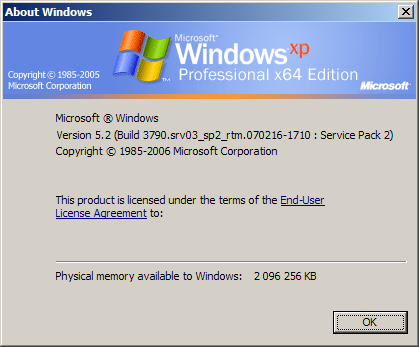 About Windows
Microsoft®
Windows xp
Professional x64 Edition
Copyright © 1985-2005
Microsoft Corporation
Microsoft
Microsoft ® Windows
Version 5.2 (Build 3790.srv03_sp2_rtm.070216-1710 : Service Pack 2)
Copyright © 1985-2006 Microsoft Corporation
This product is licensed under the terms of the End-User
License Agreement to:
Physical memory available to Windows: 2 096 256 KB
OK